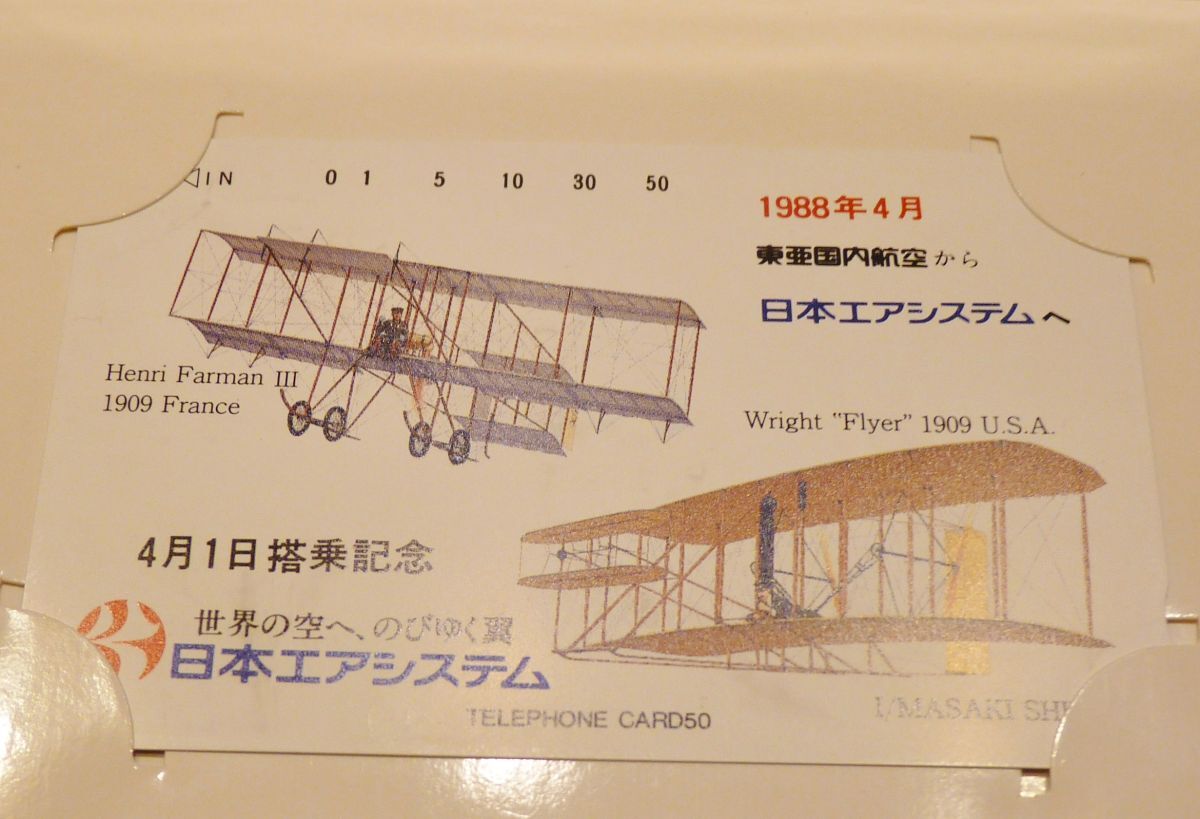 ◁IN 0 1 5 10 30 50
1988年4月
東亜国内航空から
日本エアシステムへ
Henri Farman III
1909 France
Wright "Flyer" 1909 U.S.A.
4月1日搭乗記念
世界の空へ、のびゆく翼
日本エアシステム
TELEPHONE CARD50
I/MASAKI